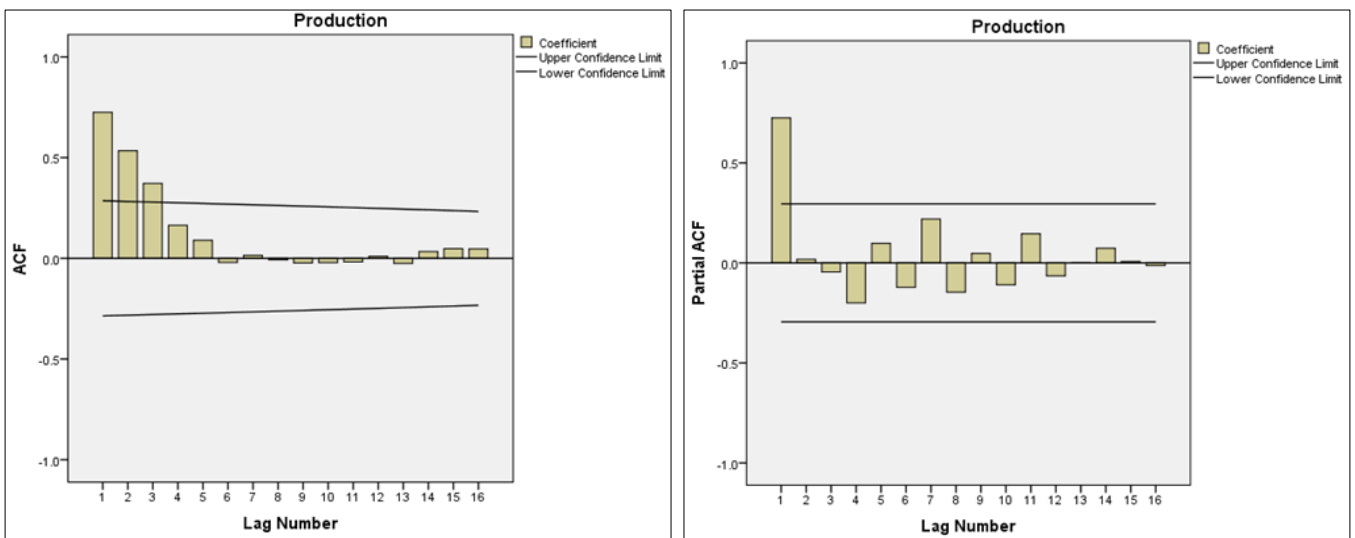 Production
Coefficient
Upper Confidence Limit
Lower Confidence Limit
1.0
0.5
0.0
-0.5
-1.0
ACF
1 2 3 4 5 6 7 8 9 10 11 12 13 14 15 16
Lag Number
Production
Coefficient
Upper Confidence Limit
Lower Confidence Limit
1.0
0.5
0.0
-0.5
-1.0
Partial ACF
1 2 3 4 5 6 7 8 9 10 11 12 13 14 15 16
Lag Number